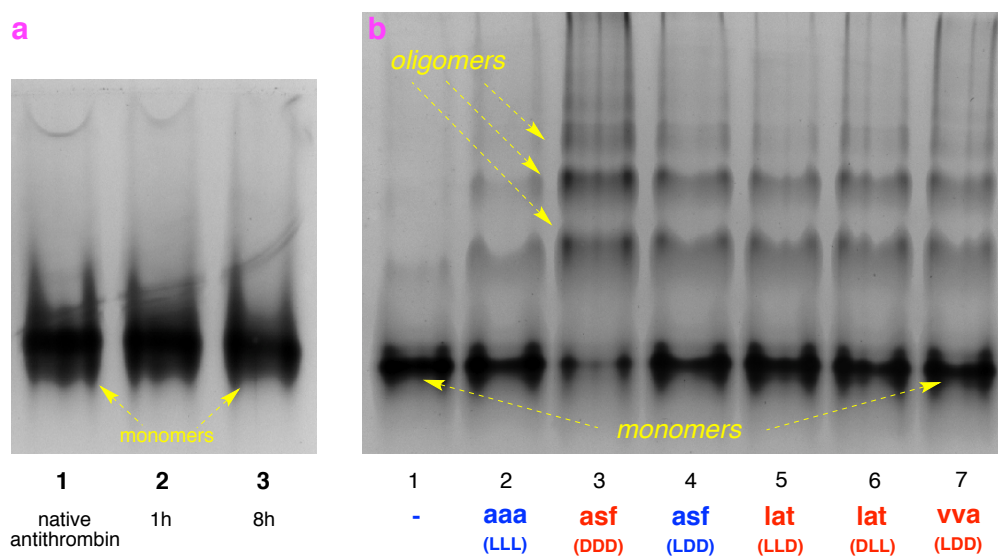 a
monomers
1 2 3
native antithrombin 1h 8h
b
oligomers
monomers
1 2 3 4 5 6 7
- aaa asf asf lat lat vva
(LLL) (DDD) (LDD) (LLD) (DLL) (LDD)